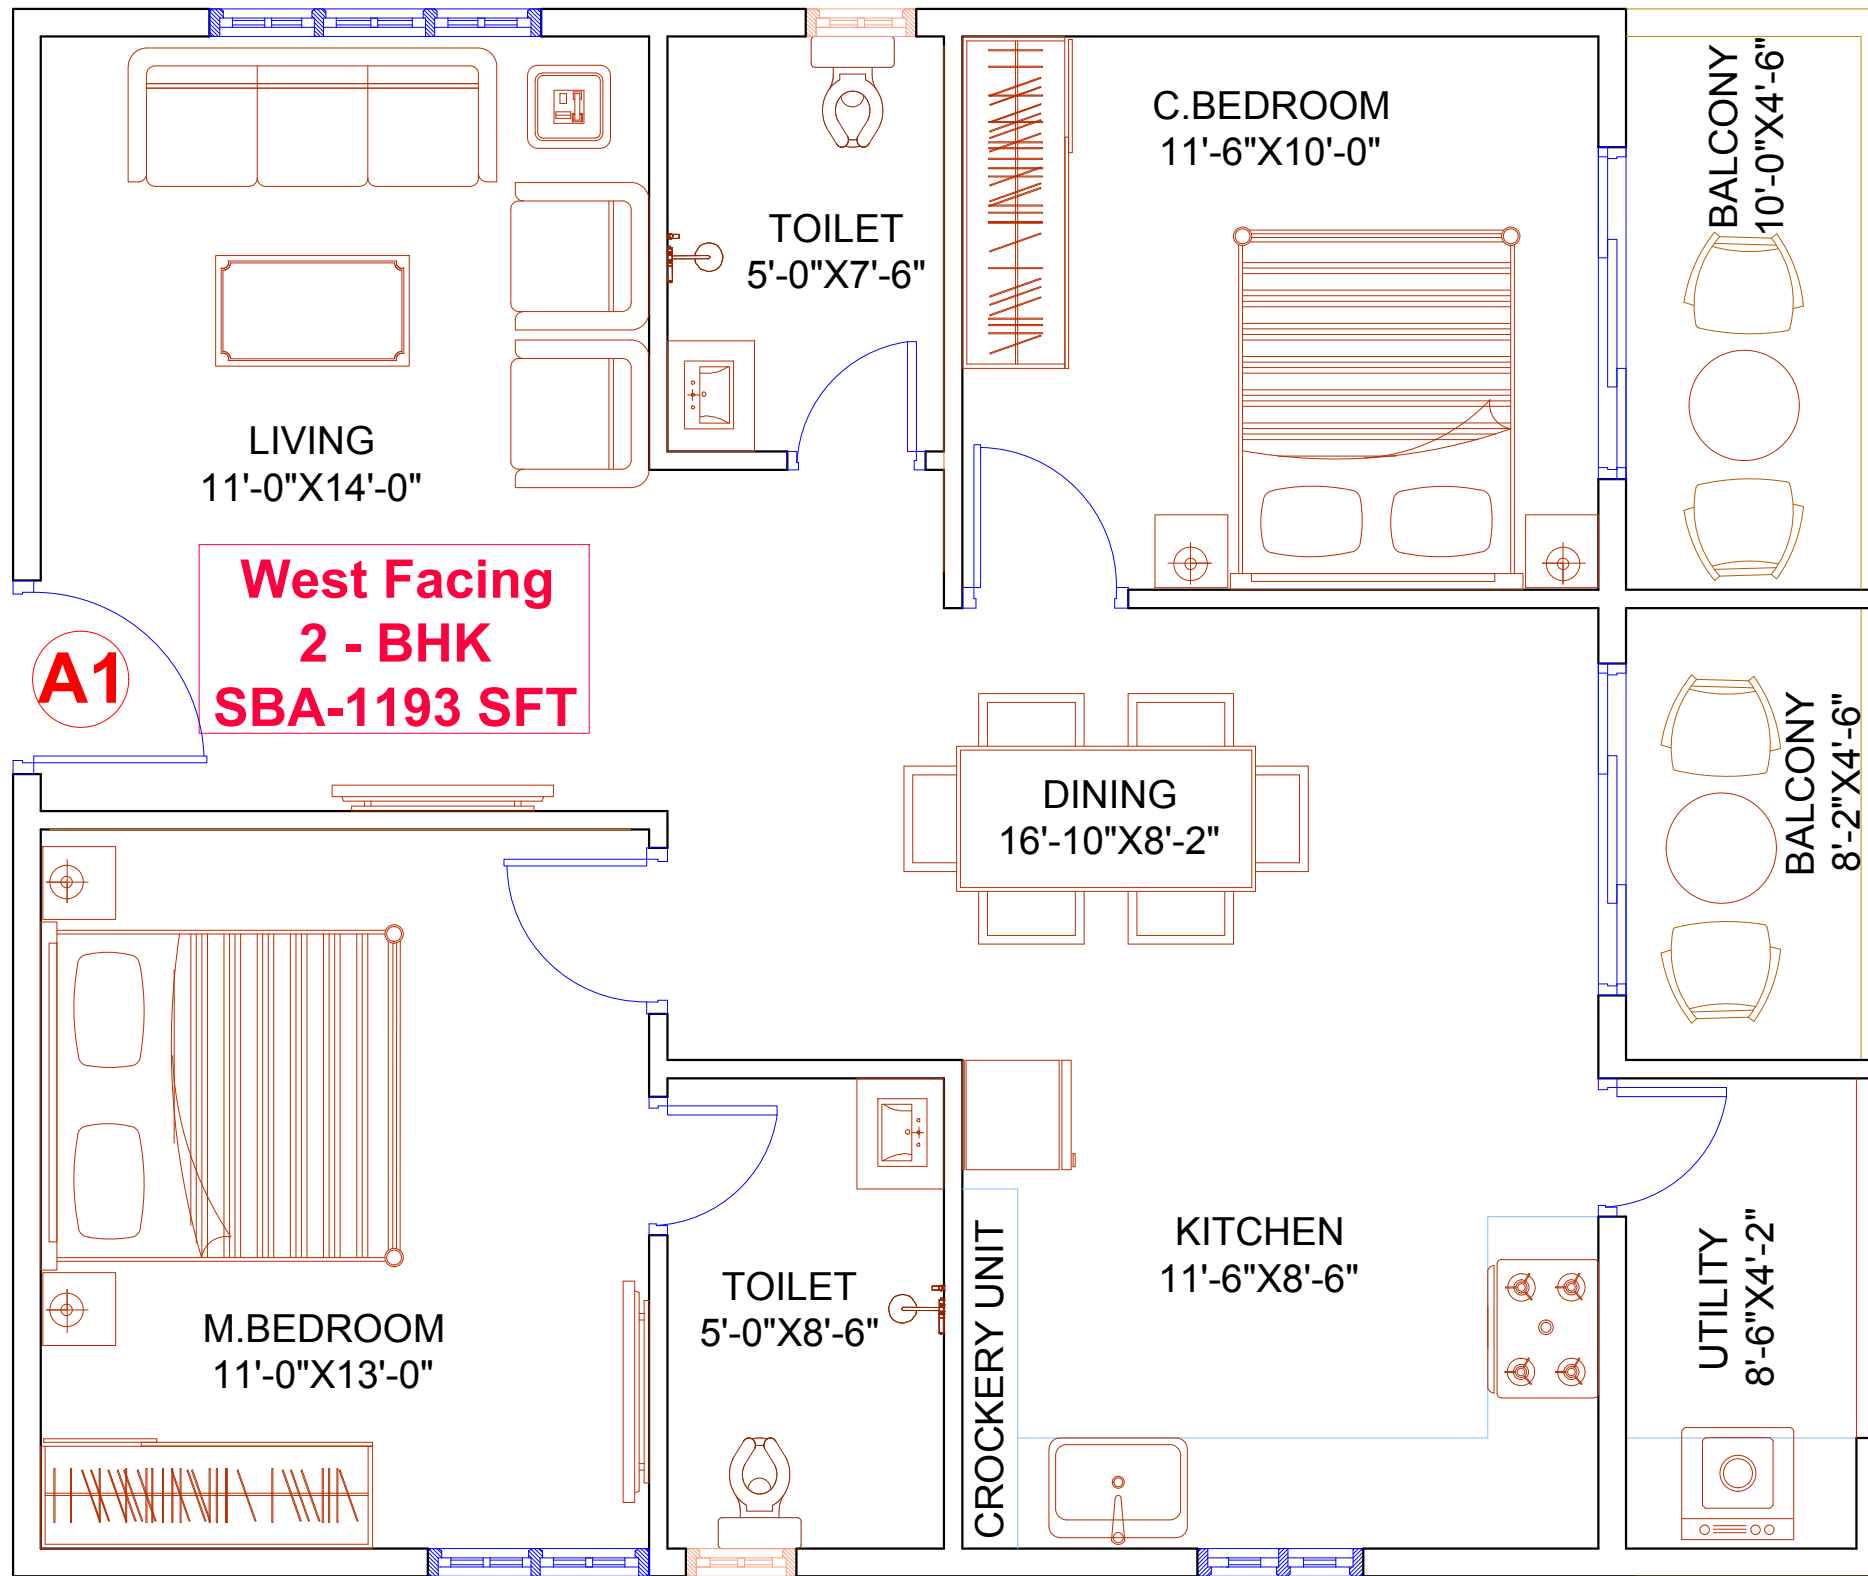 C.BEDROOM
11'-6"X10'-0"
BALCONY
10'-0"X4'-6"
TOILET
5'-0"X7'-6"
LIVING
11'-0"X14'-0"
West Facing
2 - BHK
SBA-1193 SFT
A1
DINING
16'-10"X8'-2"
BALCONY
8'-2"X4'-6"
M.BEDROOM
11'-0"X13'-0"
TOILET
5'-0"X8'-6"
CROCKERY UNIT
KITCHEN
11'-6"X8'-6"
UTILITY
8'-6"X4'-2"